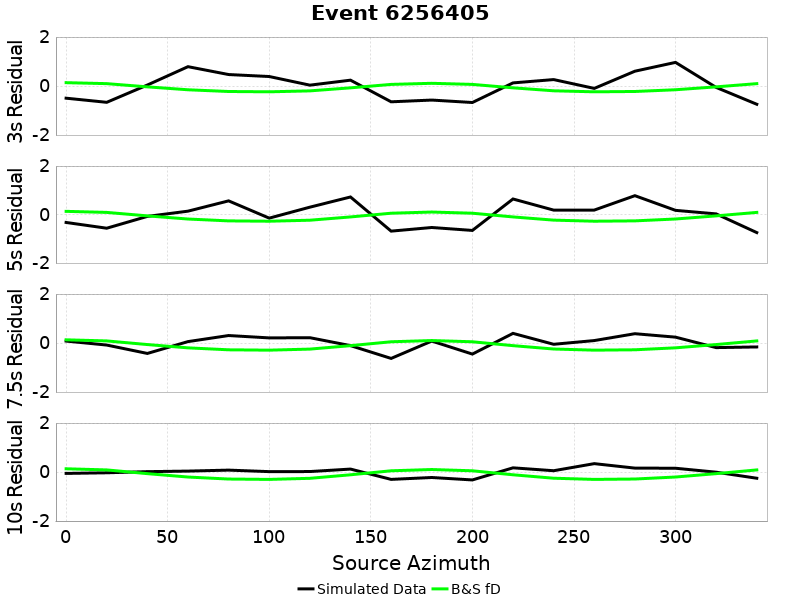 Event 6256405
3s Residual
2
0
-2
5s Residual
2
0
-2
7.5s Residual
2
0
-2
10s Residual
2
0
-2
0 50 100 150 200 250 300
Source Azimuth
Simulated Data B&S fD